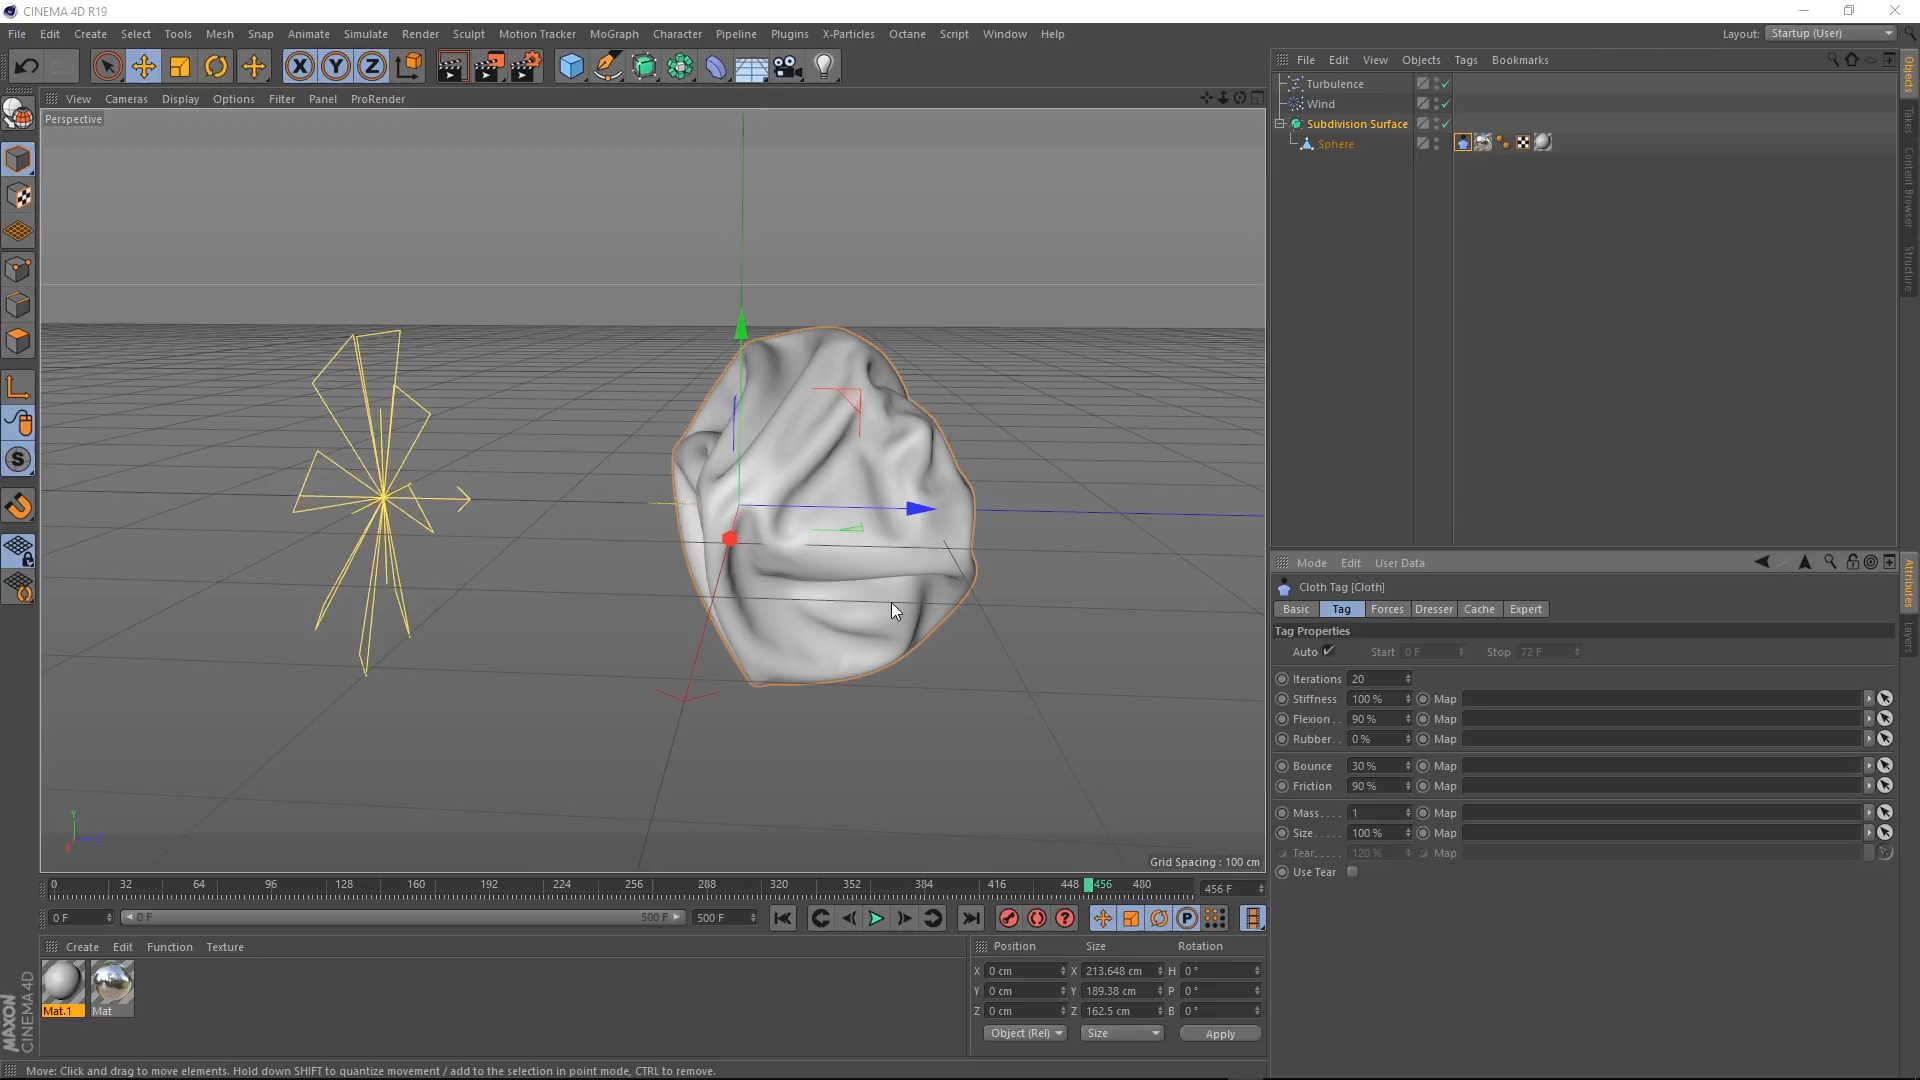 CINEMA 4D R19
File Edit Create Select Tools Mesh Snap Animate Simulate Render Sculpt Motion Tracker MoGraph Character Pipeline Plugins X-Particles Octane Script Window Help
Layout: Startup (User)
X Y Z
View Cameras Display Options Filter Panel ProRender
Perspective
File Edit View Objects Tags Bookmarks
Turbulence
Wind
Subdivision Surface
Sphere
Objects
Takes
Content Browser
Structure
S
Y
Z
X
Grid Spacing : 100 cm
Mode Edit User Data
Cloth Tag [Cloth]
Basic Tag Forces Dresser Cache Expert
Tag Properties
Auto Start 0 F Stop 72 F
Iterations 20
Stiffness 100 % Map
Flexion . . 90 % Map
Rubber. . 0 % Map
Bounce 30 % Map
Friction 90 % Map
Mass. . . . 1 Map
Size. . . . . 100 % Map
Tear. . . . . 120 % Map
Use Tear
Attributes
Layers
0 32 64 96 128 160 192 224 256 288 320 352 384 416 448 456 480
456 F
0 F 0 F 500 F 500 F
P
Create Edit Function Texture
Mat.1 Mat
MAXON
CINEMA 4D
Position Size Rotation
X 0 cm X 213.648 cm H 0 °
Y 0 cm Y 189.38 cm P 0 °
Z 0 cm Z 162.5 cm B 0 °
Object (Rel) Size Apply
Move: Click and drag to move elements. Hold down SHIFT to quantize movement / add to the selection in point mode, CTRL to remove.